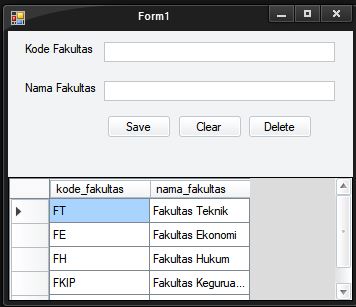 Form1
Kode Fakultas
Nama Fakultas
Save Clear Delete
kode_fakultas nama_fakultas
FT Fakultas Teknik
FE Fakultas Ekonomi
FH Fakultas Hukum
FKIP Fakultas Kegurua...